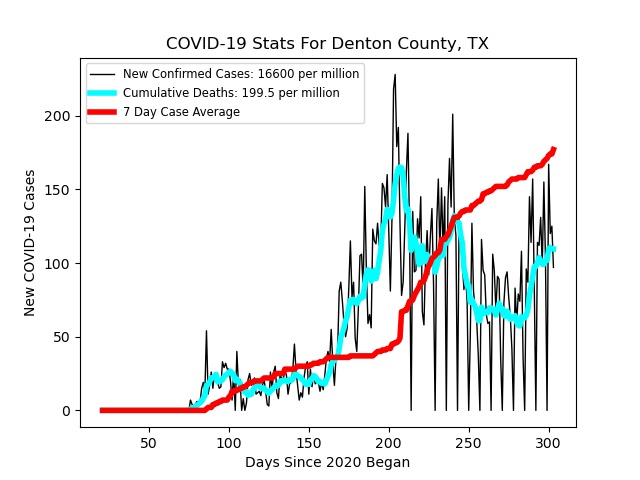 COVID-19 Stats For Denton County, TX
New Confirmed Cases: 16600 per million
Cumulative Deaths: 199.5 per million
7 Day Case Average
New COVID-19 Cases
200
150
100
50
0
50 100 150 200 250 300
Days Since 2020 Began